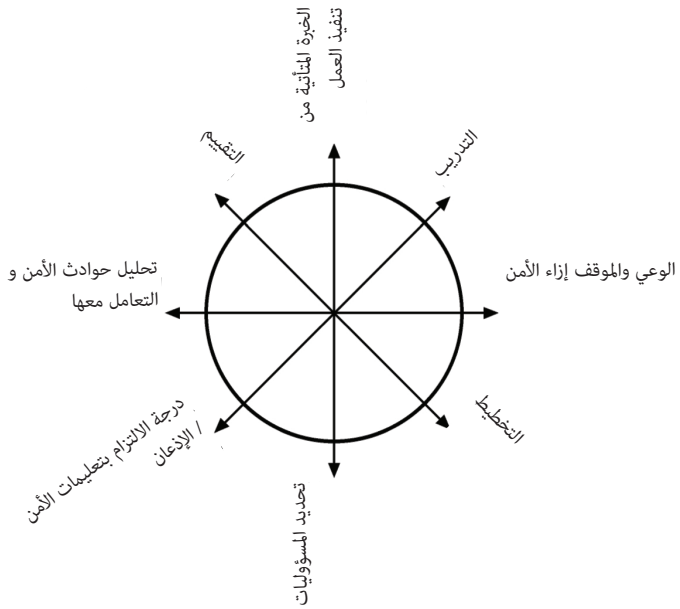 الخبرة المتأتية من
تنفيذ العمل
التدريب
الوعي والموقف إزاء الأمن
التخطيط
تحديد المسؤوليات
درجة الالتزام بتعليمات الأمن
/ الإذعان
تحليل حوادث الأمن و
التعامل معها
التقييم